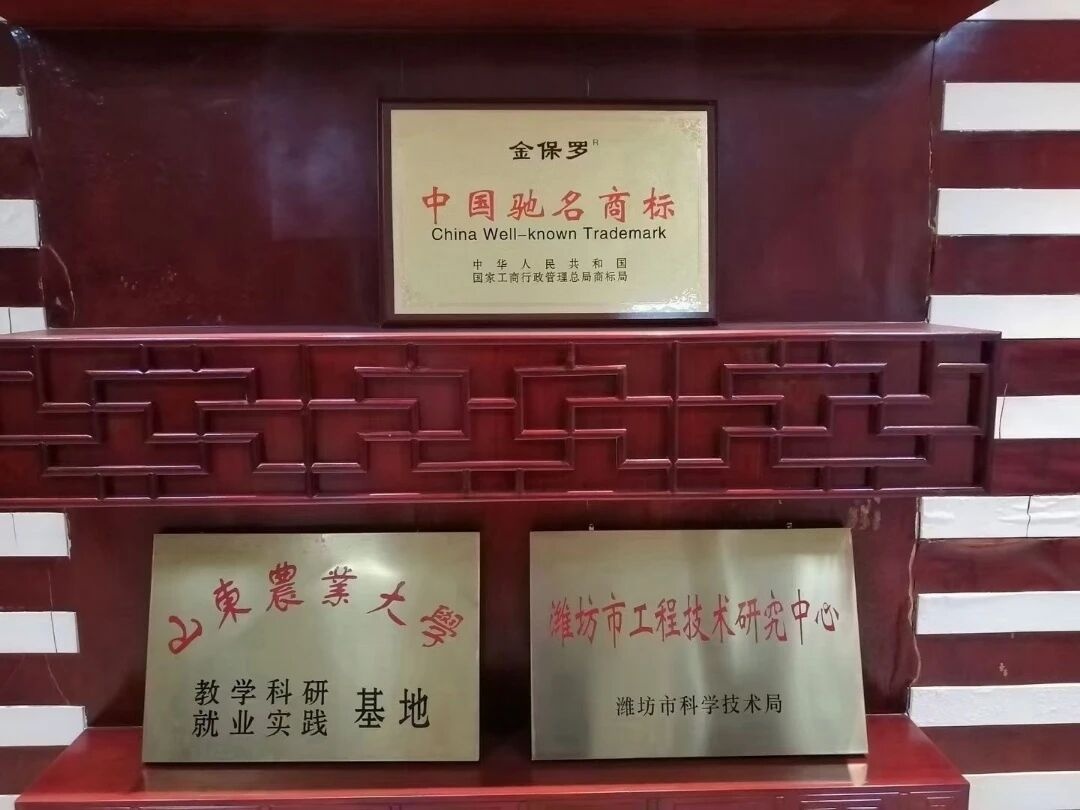 金保罗®
中国驰名商标
China Well-known Trademark
中华人民共和国
国家工商行政管理总局商标局
山東農業大學
教学科研
就业实践
基地
潍坊市工程技术研究中心
潍坊市科学技术局